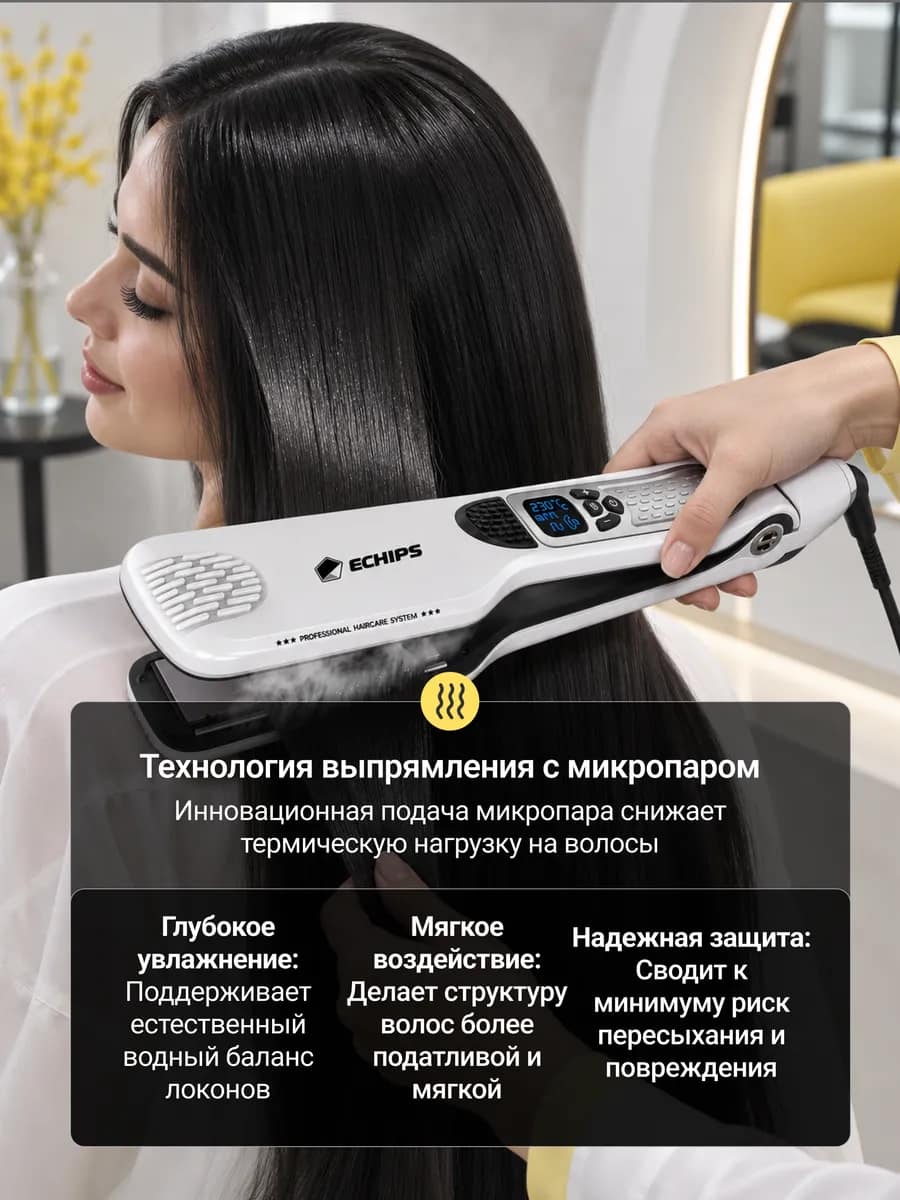 230°C
ECHIPS
★★★ PROFESSIONAL HAIRCARE SYSTEM ★★★
Технология выпрямления с микропаром
Инновационная подача микропара снижает
термическую нагрузку на волосы
Глубокое
увлажнение:
Поддерживает
естественный
водный баланс
локонов
Мягкое
воздействие:
Делает структуру
волос более
податливой и
мягкой
Надежная защита:
Сводит к
минимуму риск
пересыхания и
повреждения